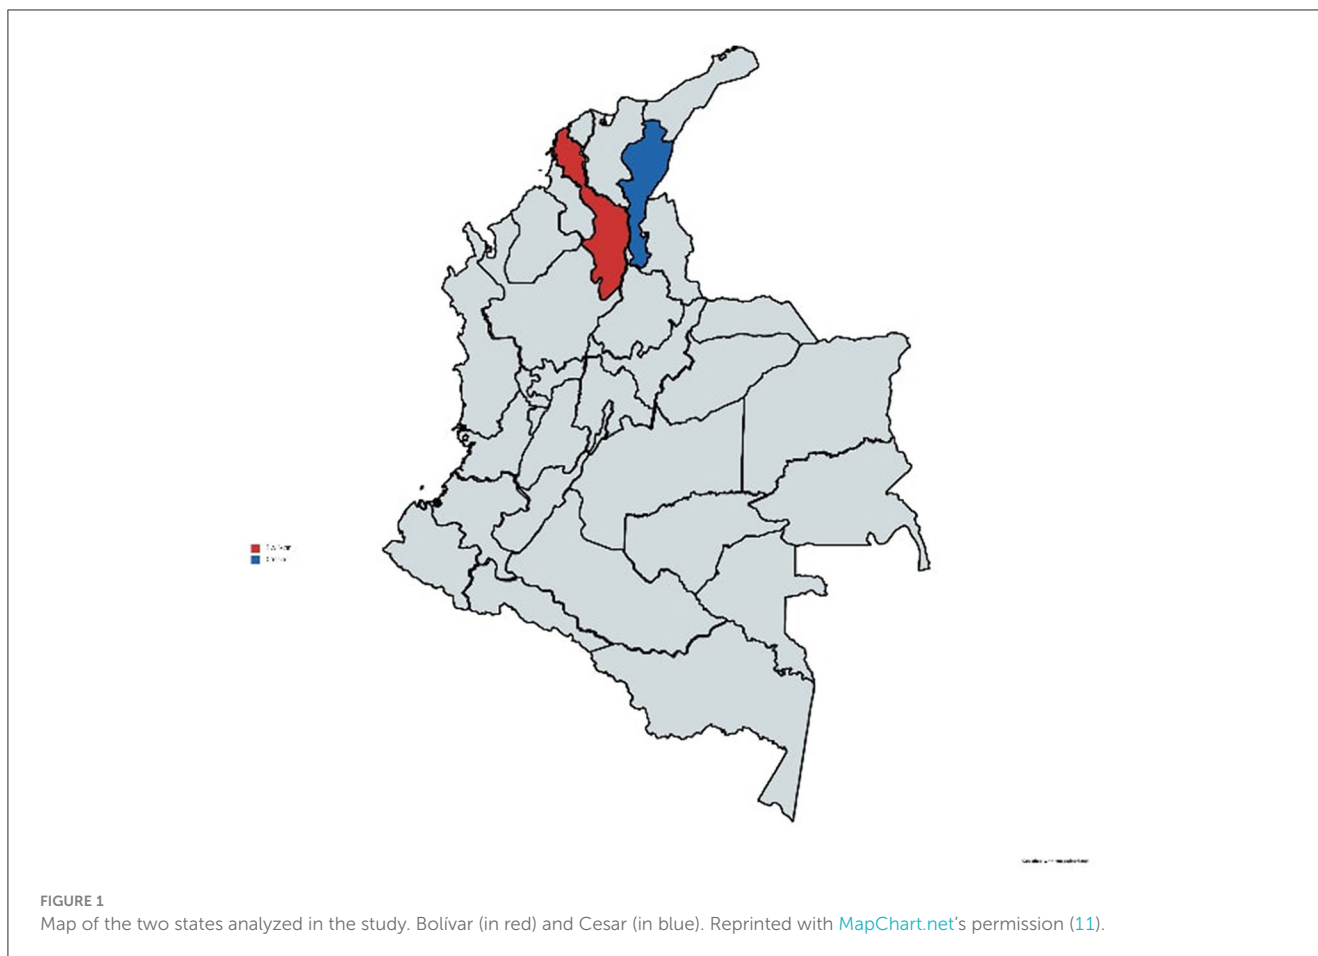 FIGURE 1
Map of the two states analyzed in the study. Bolívar (in red) and Cesar (in blue). Reprinted with MapChart.net's permission (11).